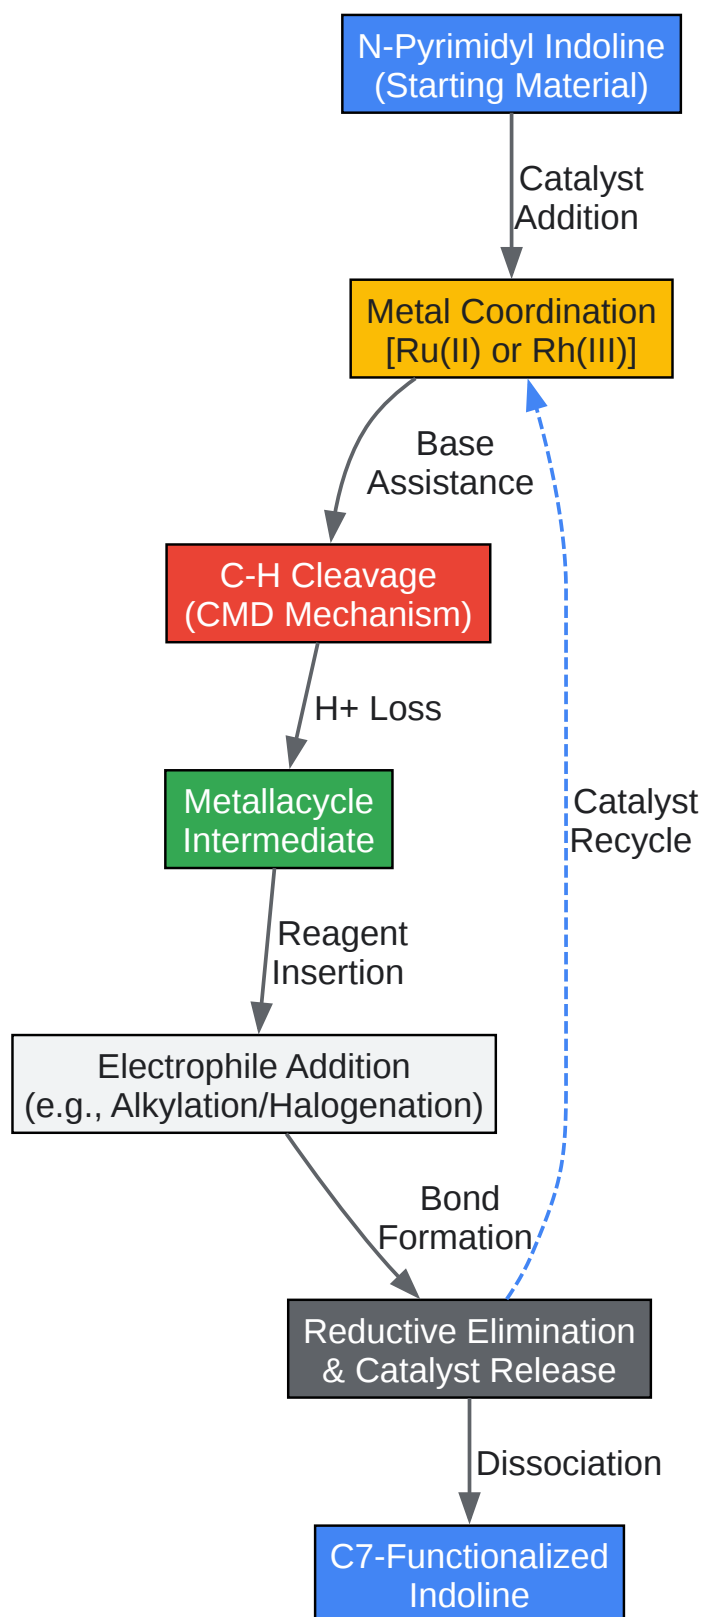 N-Pyrimidyl Indoline
(Starting Material)
Catalyst
Addition
Metal Coordination
[Ru(II) or Rh(III)]
Base
Assistance
C-H Cleavage
(CMD Mechanism)
H+ Loss
Metallacycle
Intermediate
Catalyst
Recycle
Reagent
Insertion
Electrophile Addition
(e.g., Alkylation/Halogenation)
Bond
Formation
Reductive Elimination
& Catalyst Release
Dissociation
C7-Functionalized
Indoline